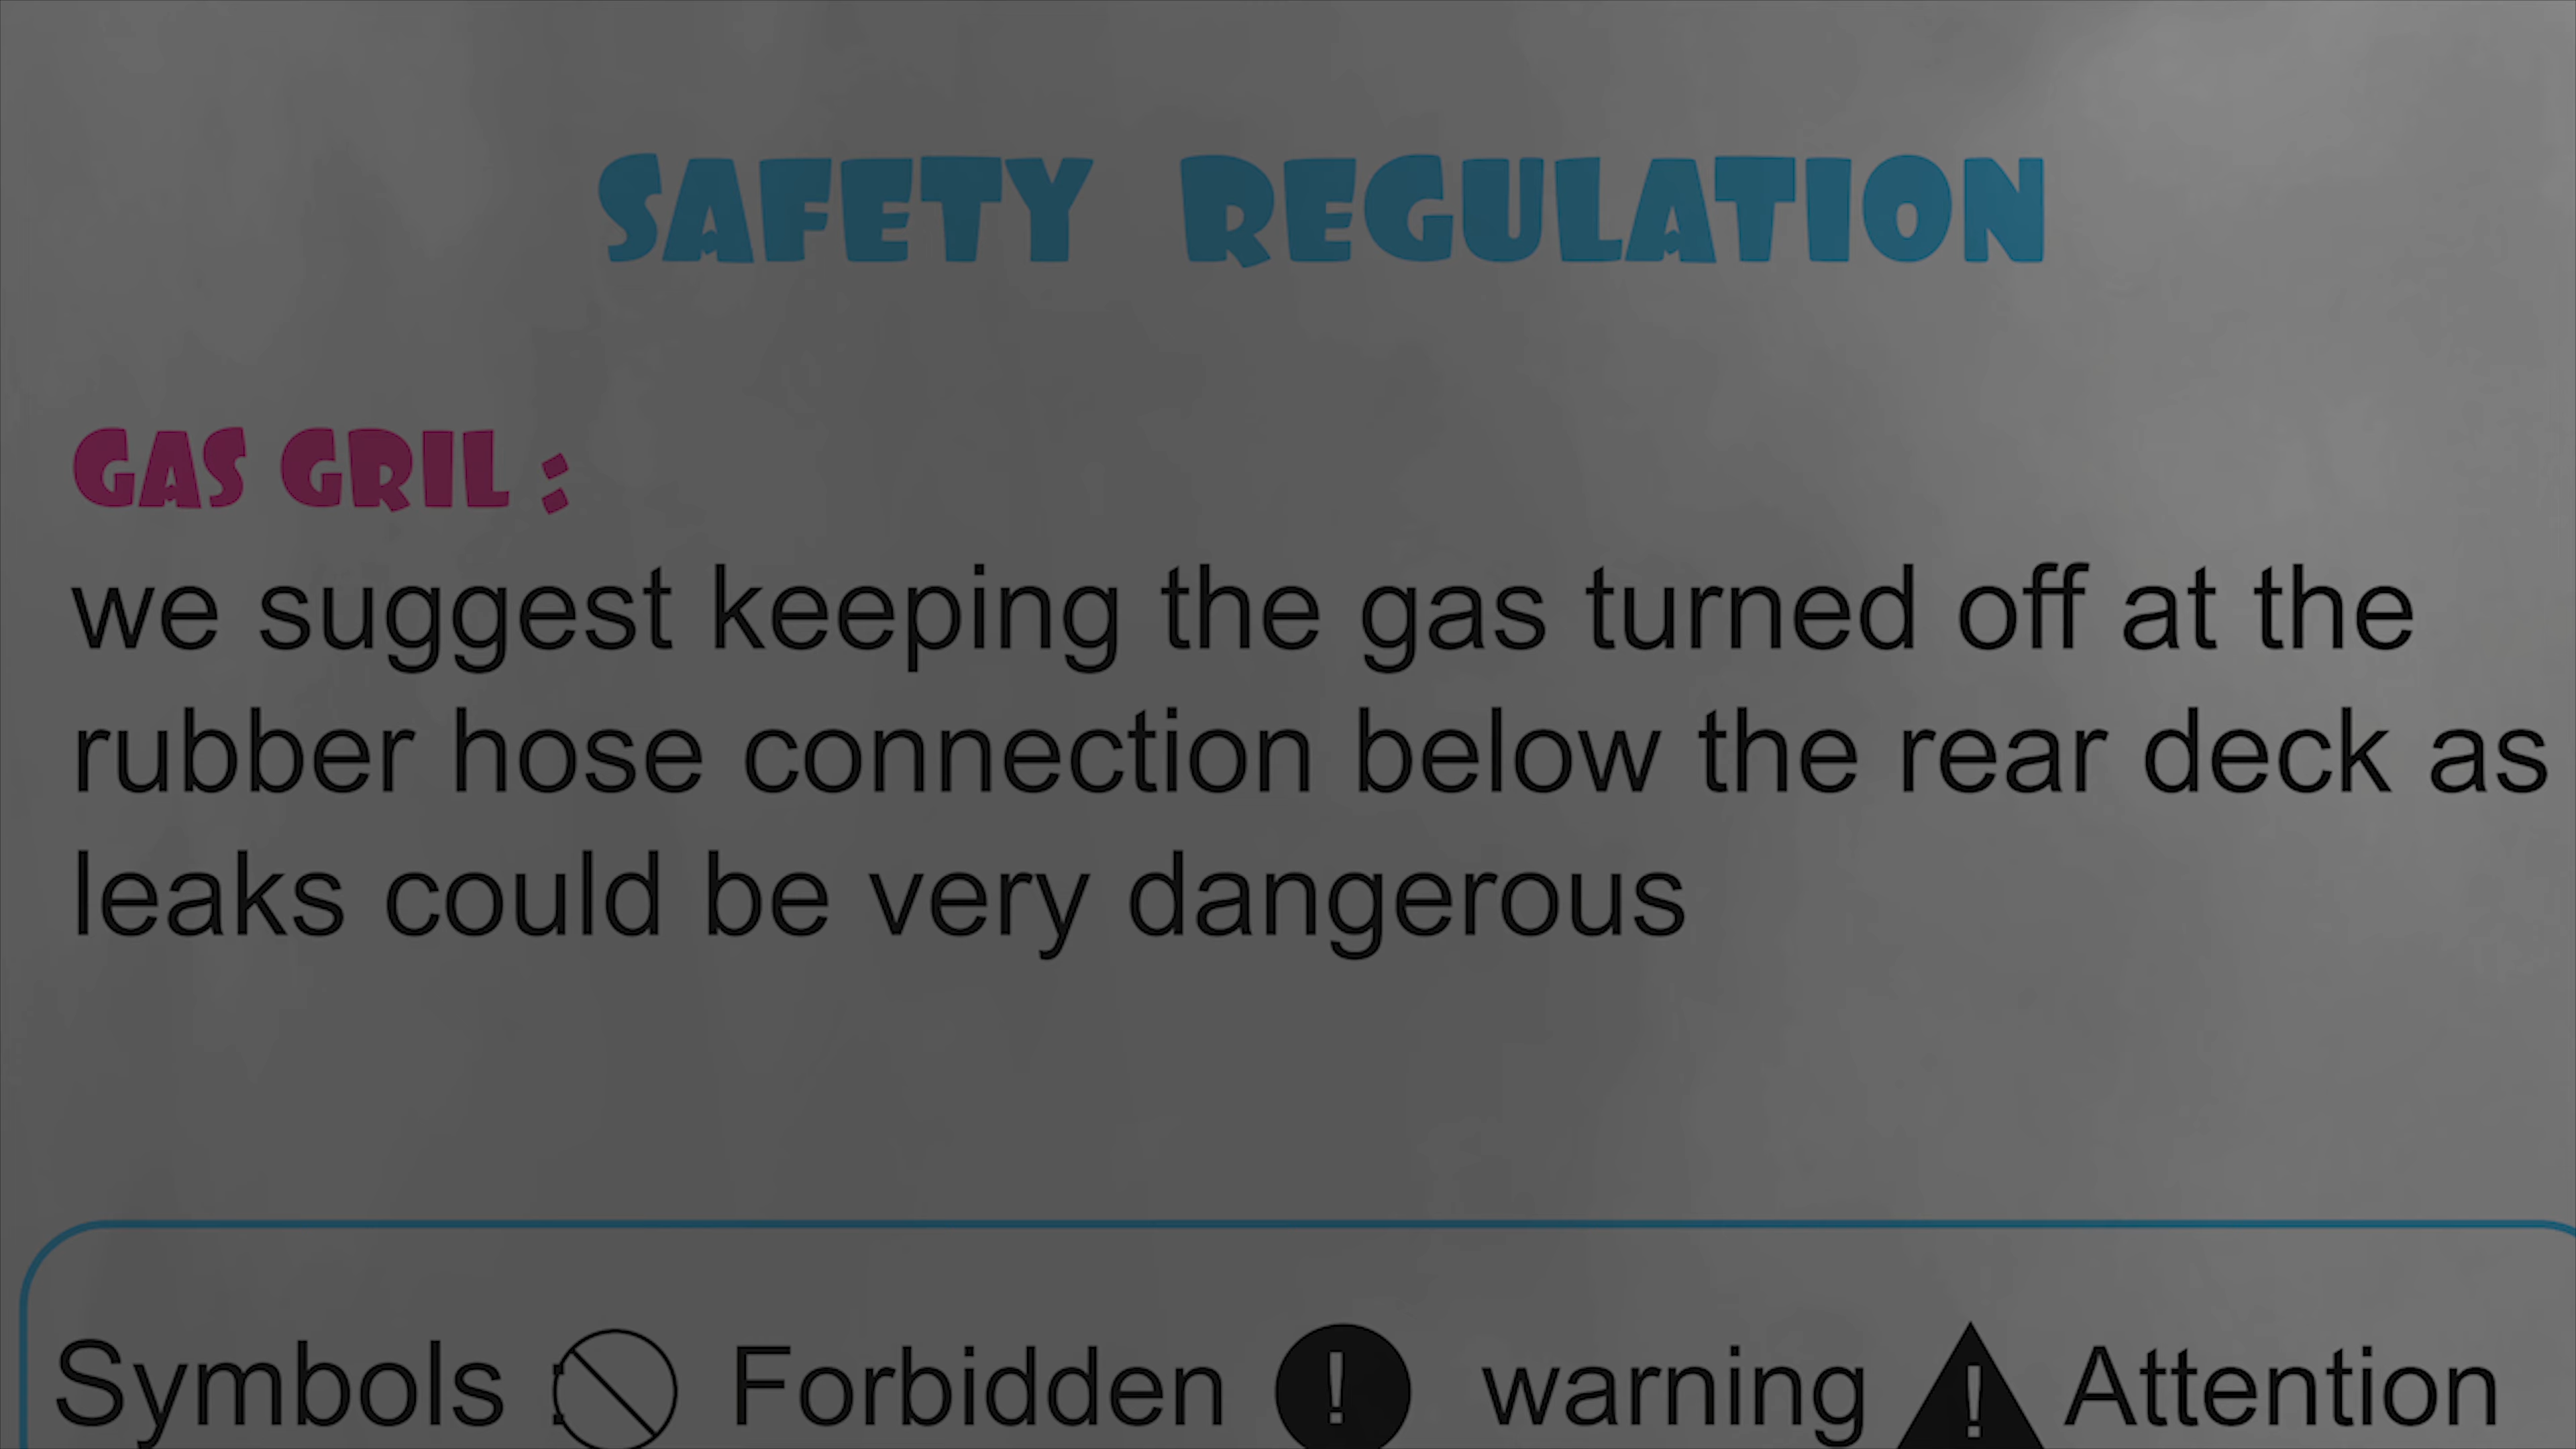 SAFETY REGULATION
GAS GRIL :
we suggest keeping the gas turned off at the
rubber hose connection below the rear deck as
leaks could be very dangerous
Symbols Forbidden ! warning ! Attention